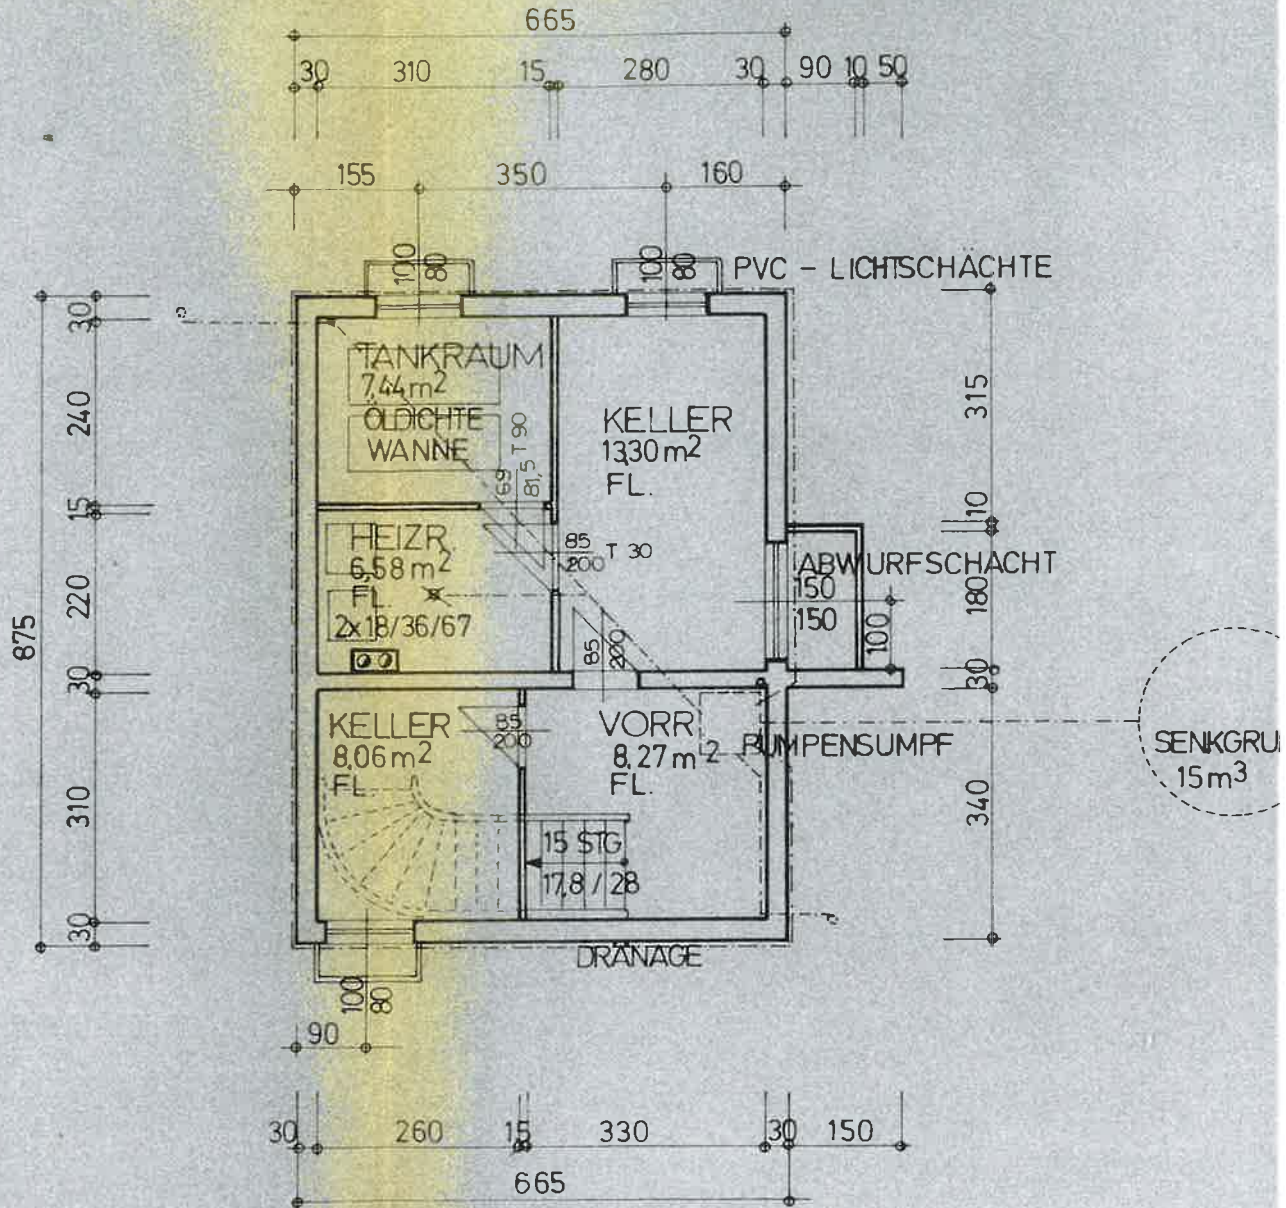 665
30 310 15 280 30 90 10 50
155 350 160
100
80
100
80
PVC - LICHTSCHÄCHTE
TANKRAUM
7,44 m²
ÖLDICHTE
WANNE
69
81,5 T 90
KELLER
13,30 m²
FL.
HEIZR.
6,58 m²
FL.
2x18/36/67
85
200 T 30
85
200
ABWURFSCHACHT
150
150
100
KELLER
8,06 m²
FL.
85
200
VORR.
8,27 m²
FL.
PUMPENSUMPF
SENKGRU
15 m³
15 STG
17,8 / 28
DRÄNAGE
100
80
90
875
30
240
15
220
30
310
30
315
10
180
30
340
30 260 15 330 30 150
665